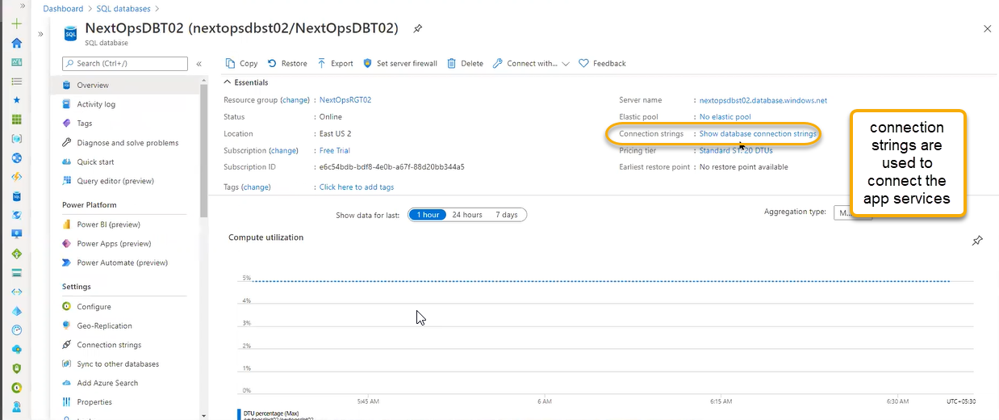 Dashboard > SQL databases >
NextOpsDBT02 (nextopsdbst02/NextOpsDBT02)
SQL database
Search (Ctrl+/)
Overview
Activity log
Tags
Diagnose and solve problems
Quick start
Query editor (preview)
Power Platform
Power BI (preview)
Power Apps (preview)
Power Automate (preview)
Settings
Configure
Geo-Replication
Connection strings
Sync to other databases
Add Azure Search
Properties
Copy Restore Export Set server firewall Delete Connect with... Feedback
Essentials
Resource group (change) : NextOpsRGT02
Status : Online
Location : East US 2
Subscription (change) : Free Trial
Subscription ID : e6c54bdb-bdf8-4e0b-a67f-88d20bb344a5
Tags (change) : Click here to add tags
Server name : nextopsdbst02.database.windows.net
Elastic pool : No elastic pool
Connection strings : Show database connection strings
Pricing tier : Standard S1: 20 DTUs
Earliest restore point : No restore point available
connection
strings are
used to
connect the
app services
Show data for last: 1 hour 24 hours 7 days
Aggregation type: M...
Compute utilization
5%
4%
3%
2%
1%
0%
5:45 AM 6 AM 6:15 AM 6:30 AM UTC+05:30
DTU percentage (Max)